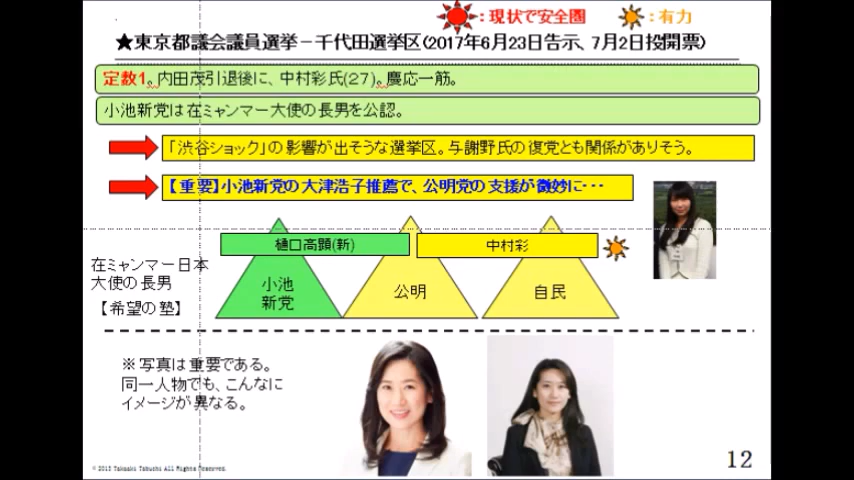 ：現状で安全圏 ：有力
★東京都議会議員選挙－千代田選挙区（2017年6月23日告示、7月2日投開票）
定数1。内田茂引退後に、中村彩氏（27）。慶応一筋。
小池新党は在ミャンマー大使の長男を公認。
「渋谷ショック」の影響が出そうな選挙区。与謝野氏の復党とも関係がありそう。
【重要】小池新党の大津浩子推薦で、公明党の支援が微妙に・・・
樋口高顕(新) 中村彩
在ミャンマー日本
大使の長男
【希望の塾】
小池
新党
公明
自民
※写真は重要である。
同一人物でも、こんなに
イメージが異なる。
© 2013 Takaaki Tabuchi All Rights Reserved.
12